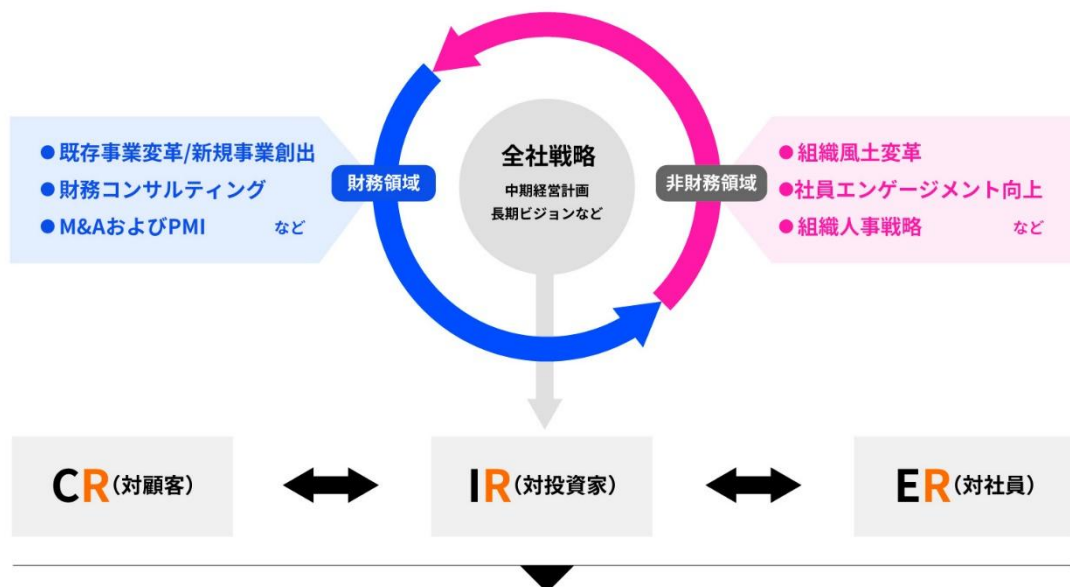 全社戦略
中期経営計画
長期ビジョンなど
財務領域
●既存事業変革/新規事業創出
●財務コンサルティング
●M&AおよびPMI など
非財務領域
●組織風土変革
●社員エンゲージメント向上
●組織人事戦略 など
CR(対顧客)
IR(対投資家)
ER(対社員)